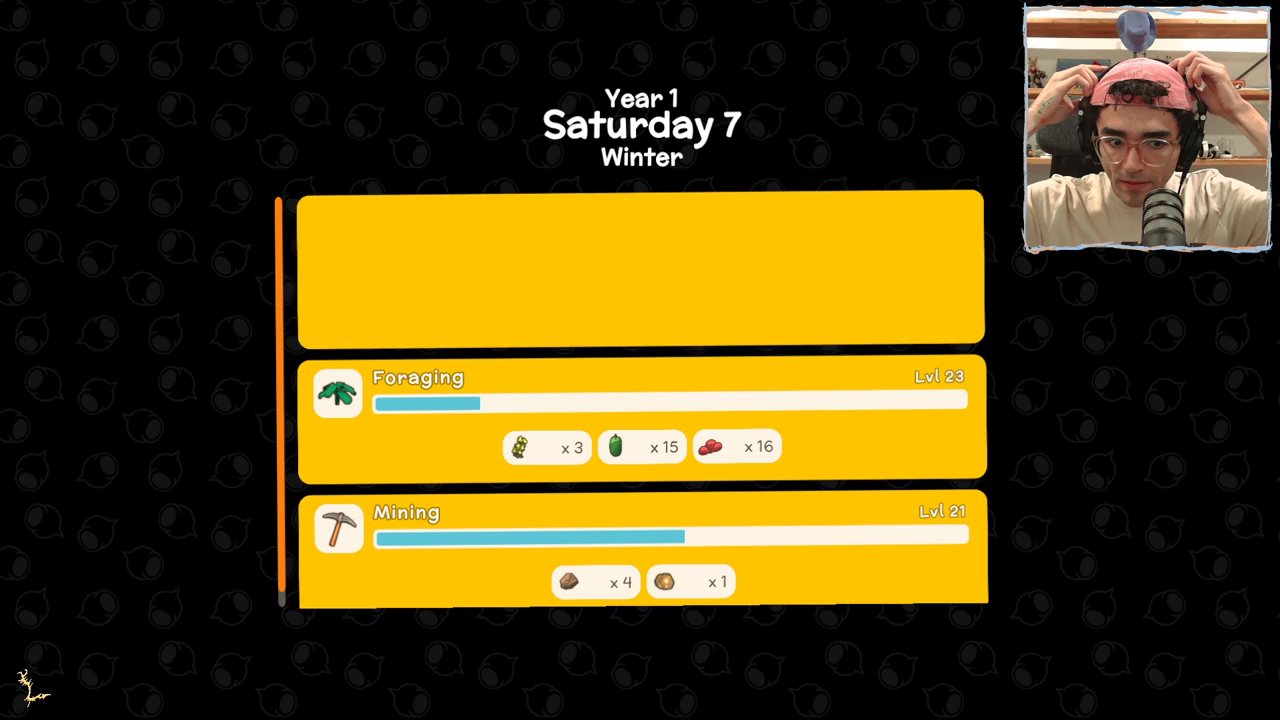 Year 1
Saturday 7
Winter
Foraging
Lvl 23
x 3
x 15
x 16
Mining
Lvl 21
x 4
x 1